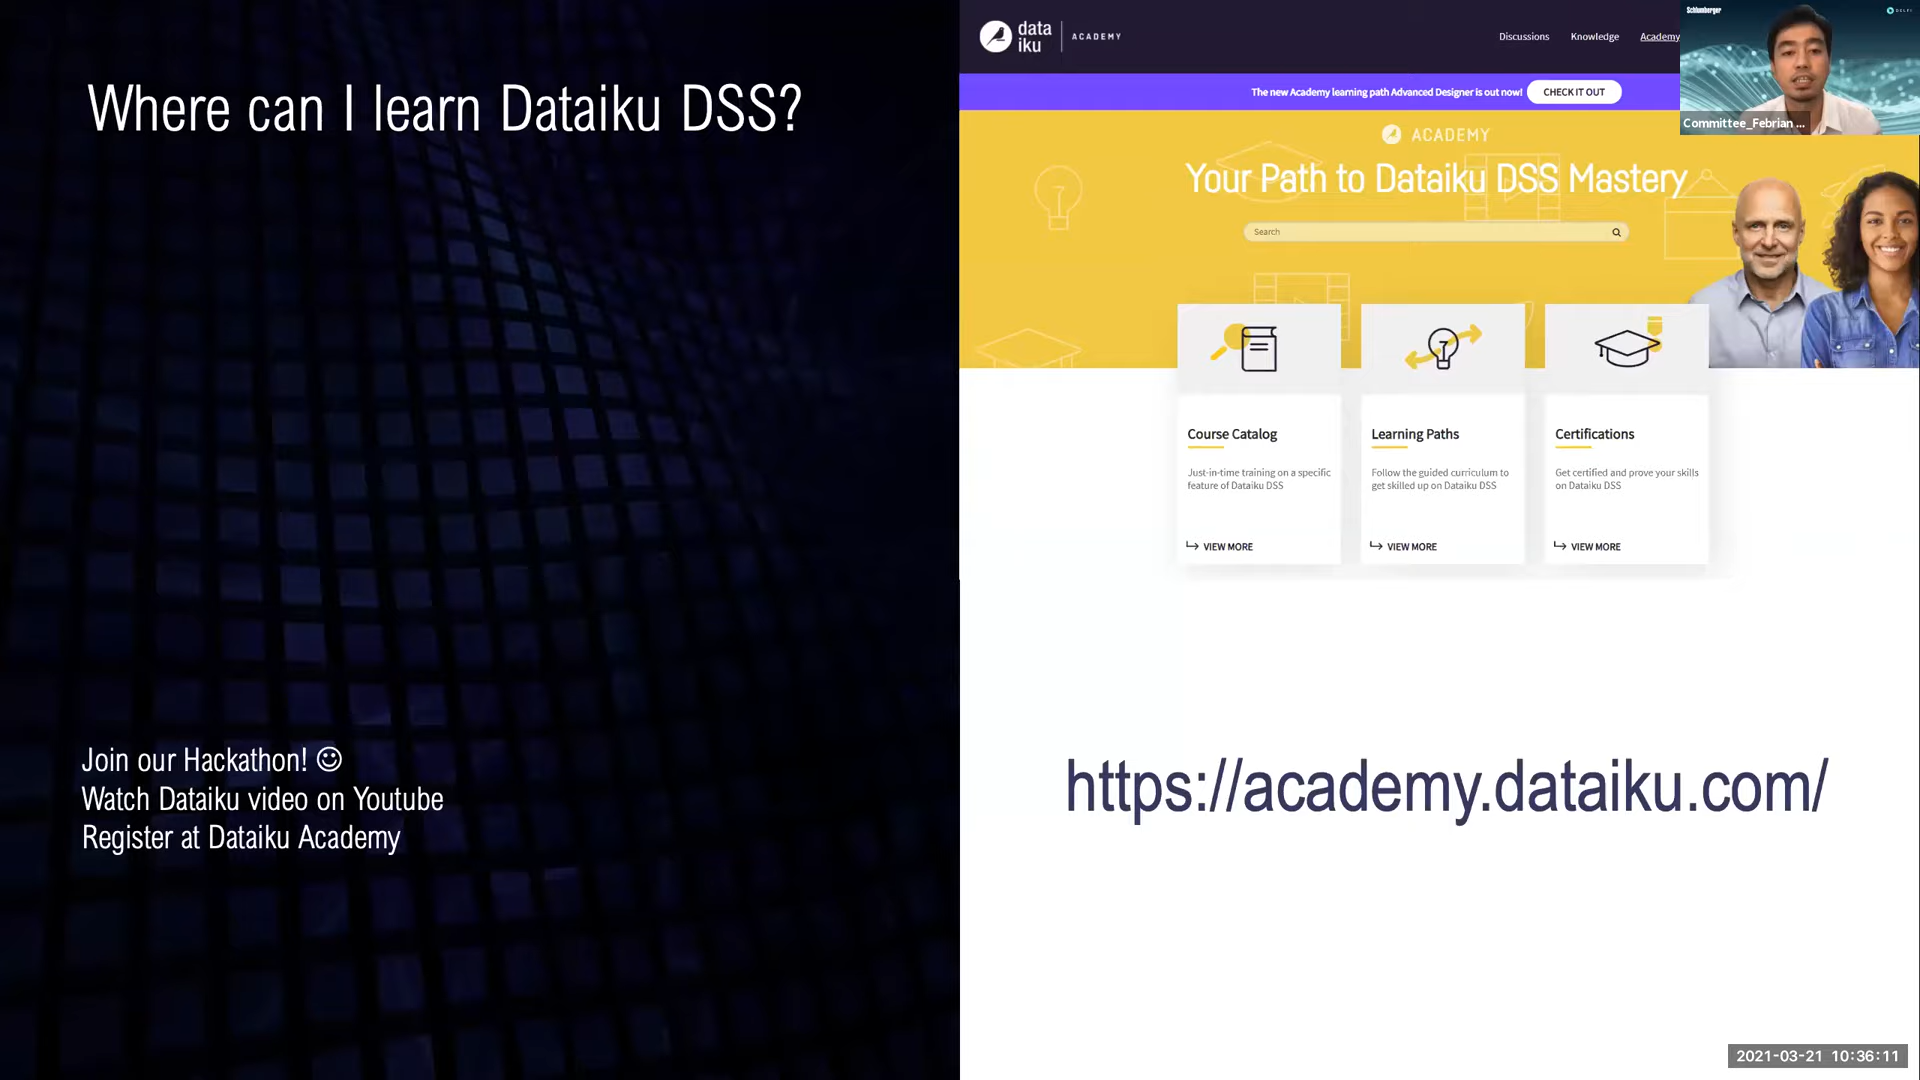 Where can I learn Dataiku DSS?
Join our Hackathon! ☺
Watch Dataiku video on Youtube
Register at Dataiku Academy
data
iku
ACADEMY
Discussions
Knowledge
Academy
The new Academy learning path Advanced Designer is out now!
CHECK IT OUT
ACADEMY
Your Path to Dataiku DSS Mastery
Search
Course Catalog
Just-in-time training on a specific
feature of Dataiku DSS
VIEW MORE
Learning Paths
Follow the guided curriculum to
get skilled up on Dataiku DSS
VIEW MORE
Certifications
Get certified and prove your skills
on Dataiku DSS
VIEW MORE
https://academy.dataiku.com/
Schlumberger
DELFI
Committee_Febrian ...
2021-03-21 10:36:11